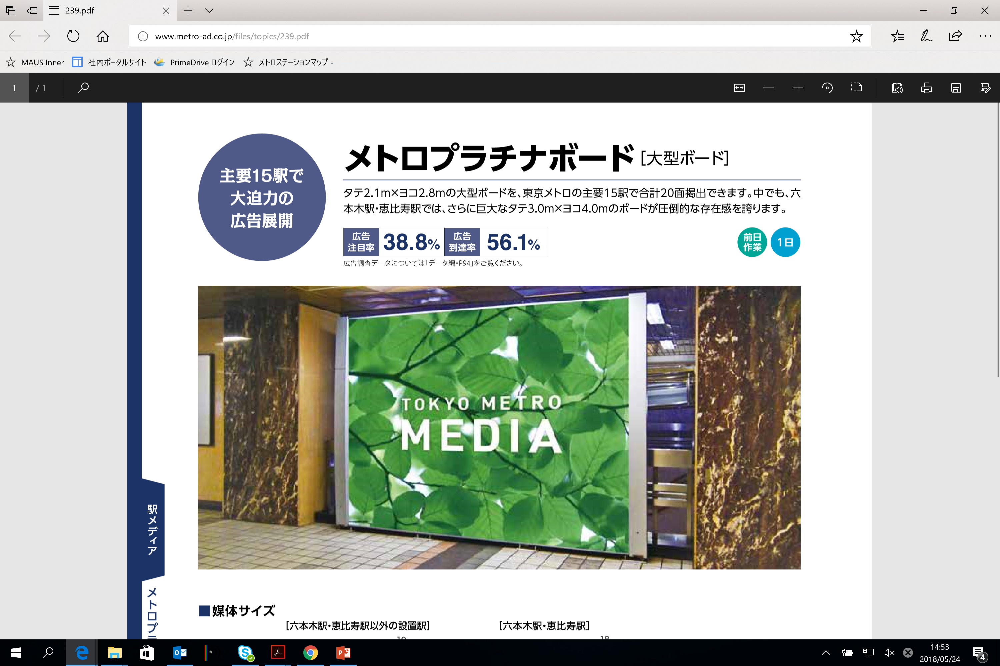 239.pdf
www.metro-ad.co.jp/files/topics/239.pdf
MAUS Inner
社内ポータルサイト
PrimeDrive ログイン
メトロステーションマップ -
1 / 1
主要15駅で
大迫力の
広告展開
メトロプラチナボード [大型ボード]
タテ2.1m×ヨコ2.8mの大型ボードを、東京メトロの主要15駅で合計20面掲出できます。中でも、六
本木駅・恵比寿駅では、さらに巨大なタテ3.0m×ヨコ4.0mのボードが圧倒的な存在感を誇ります。
広告
注目率
38.8%
広告
到達率
56.1%
前日
作業
1日
広告調査データについては「データ編・P94」をご覧ください。
TOKYO METRO
MEDIA
駅メディア
メトロプラ
■媒体サイズ
[六本木駅・恵比寿駅以外の設置駅]
[六本木駅・恵比寿駅]
14:53
2018/05/24
4